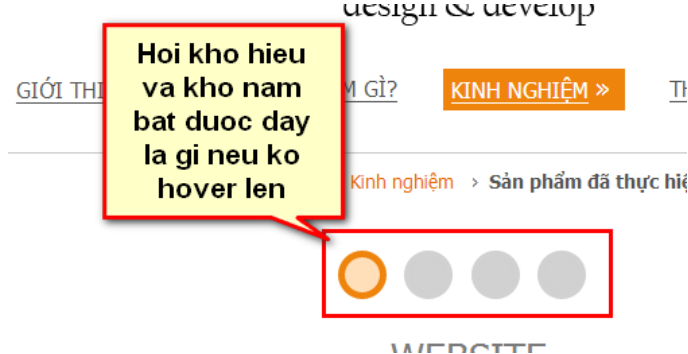 design & develop
Hoi kho hieu
va kho nam
bat duoc day
la gi neu ko
hover len
GIỚI THI
M GÌ?
KINH NGHIỆM »
TH
Kinh nghiệm › Sản phẩm đã thực hiệ
WEBSITE